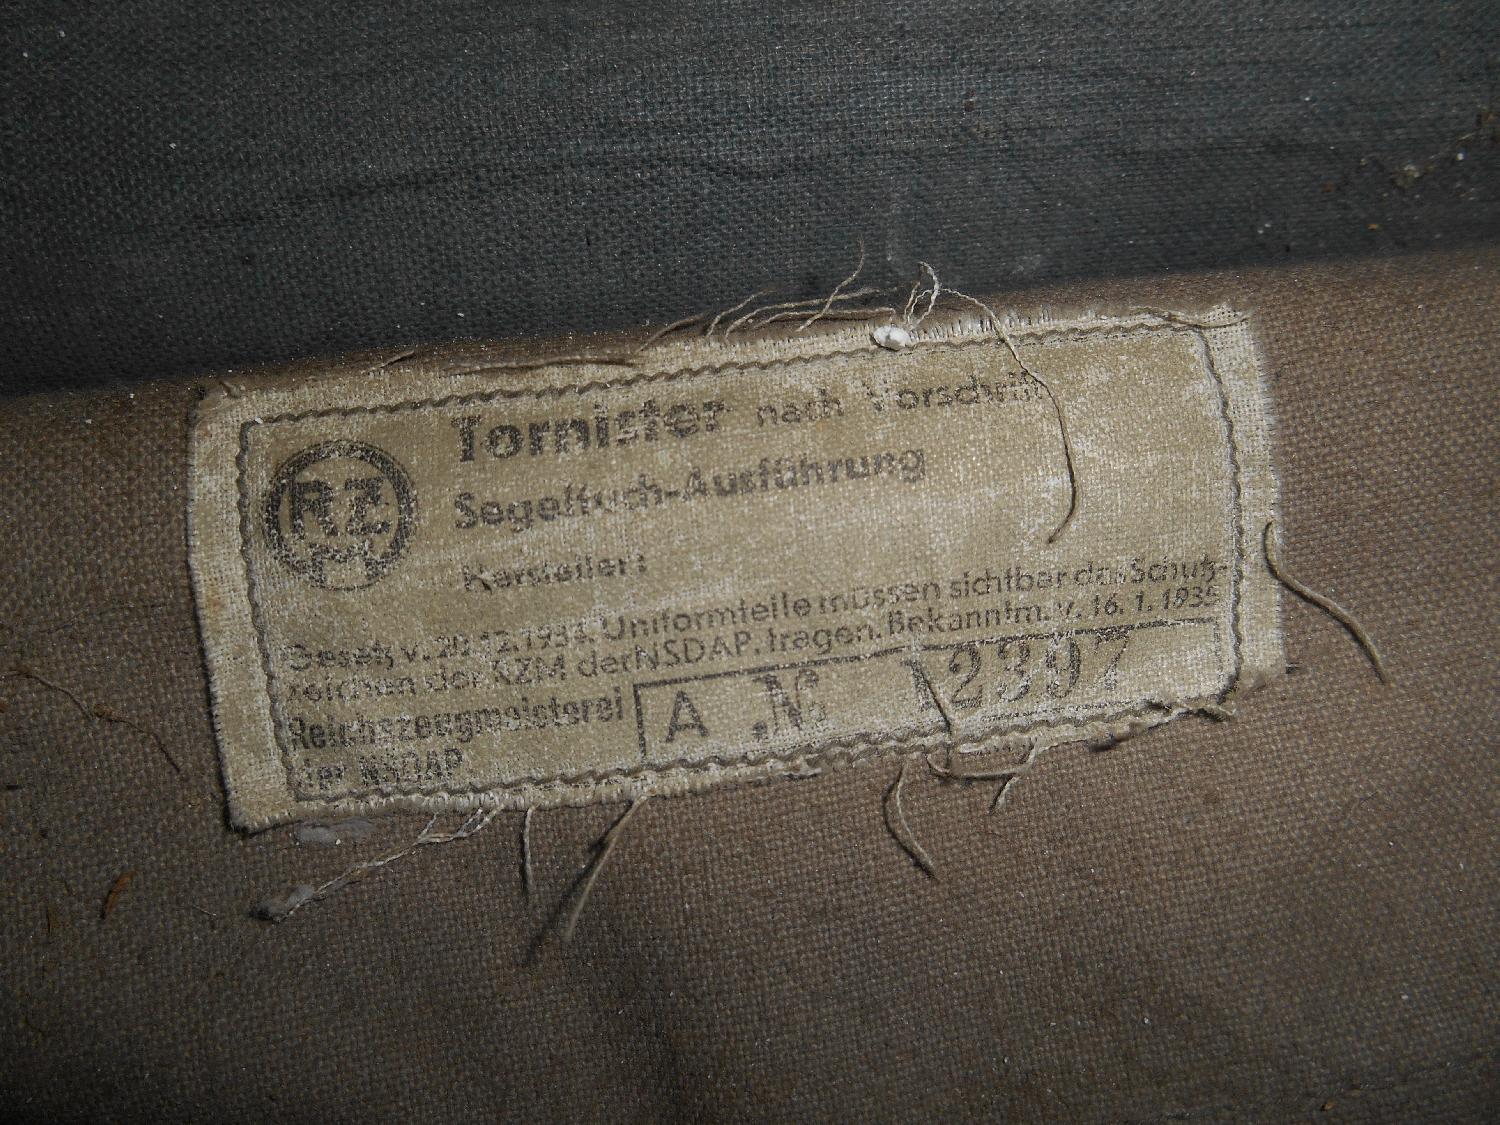 RZ
M
Tornister nach Vorschrift
Segeltuch-Ausführung
Hersteller:
Gesetz v. 20.12.1934. Uniformteile müssen sichtbar das Schutz-
zeichen der RZM der NSDAP. tragen. Bekanntm. v. 16. 1. 1935
Reichszeugmeisterei
der NSDAP
A № 12397